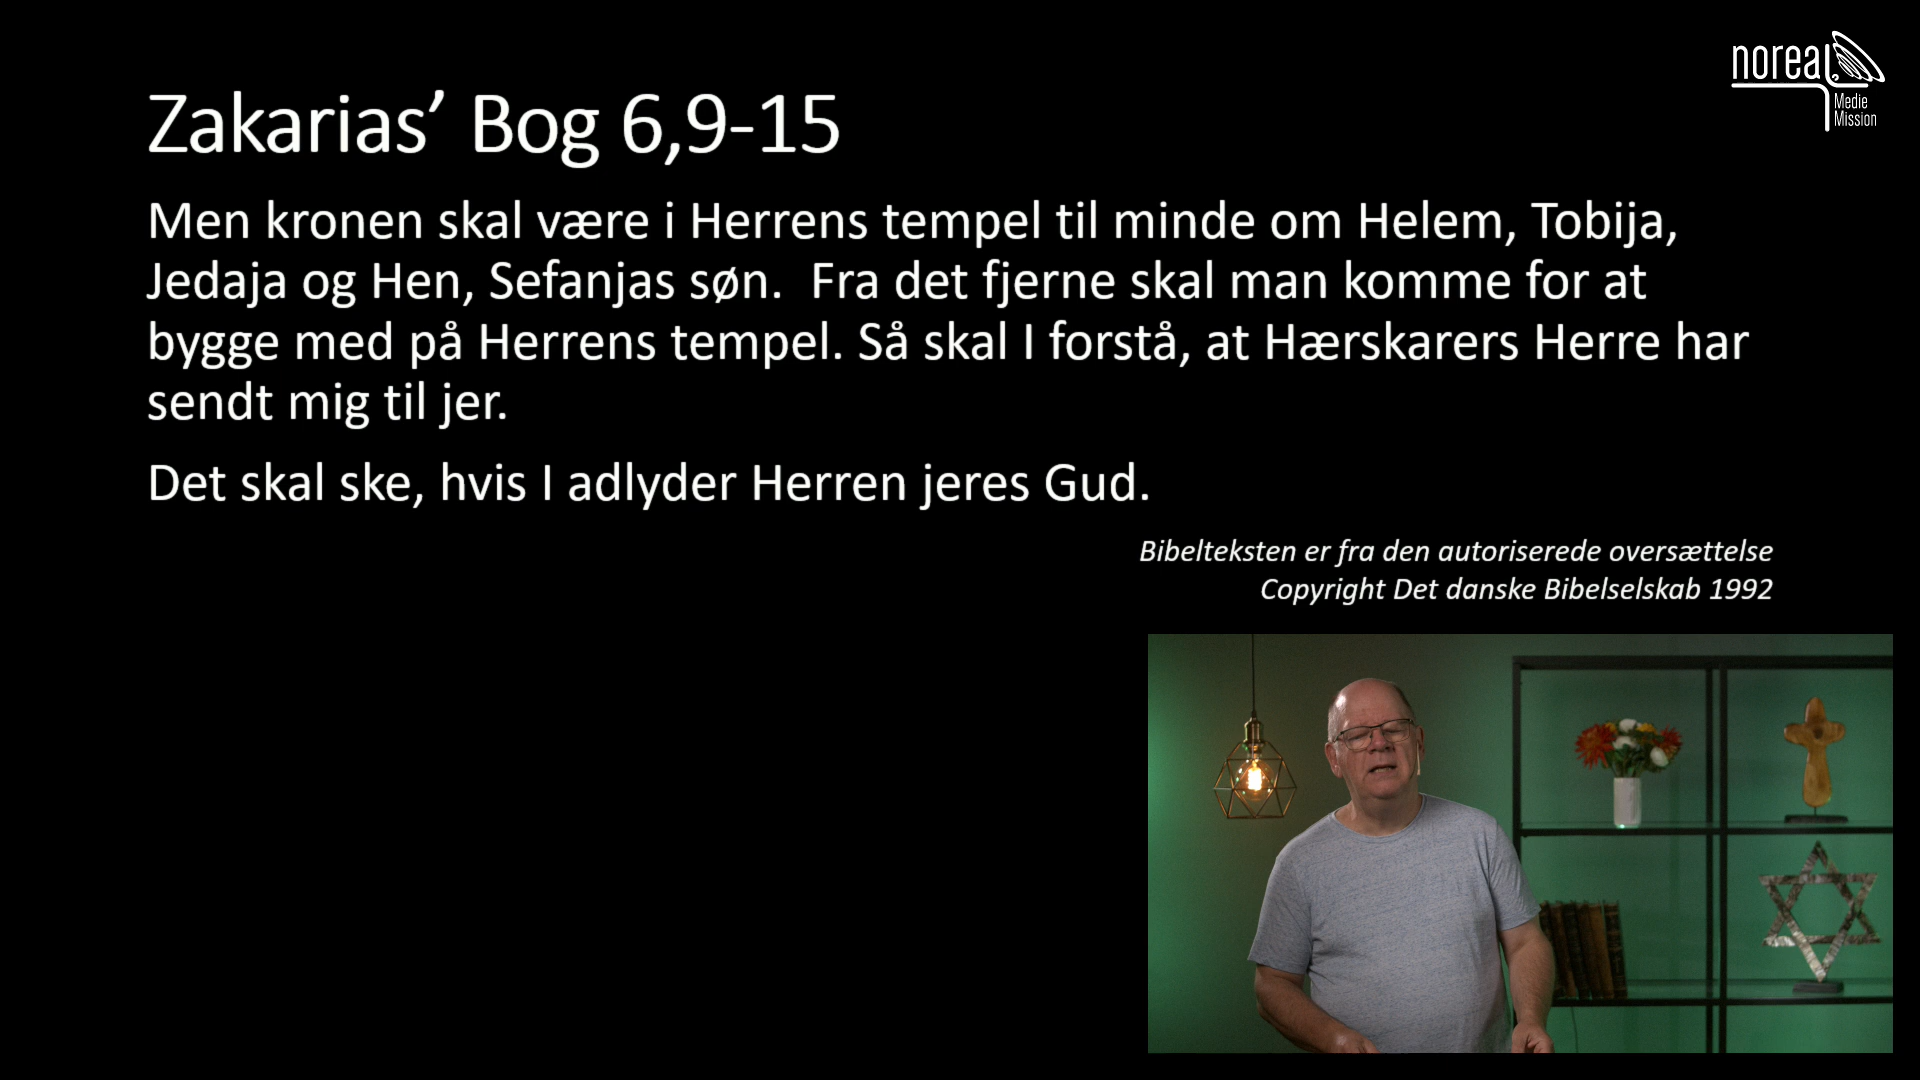 norea
Medie
Mission
Zakarias’ Bog 6,9-15
Men kronen skal være i Herrens tempel til minde om Helem, Tobija,
Jedaja og Hen, Sefanjas søn.  Fra det fjerne skal man komme for at
bygge med på Herrens tempel. Så skal I forstå, at Hærskarers Herre har
sendt mig til jer.
Det skal ske, hvis I adlyder Herren jeres Gud.
Bibelteksten er fra den autoriserede oversættelse
Copyright Det danske Bibelselskab 1992